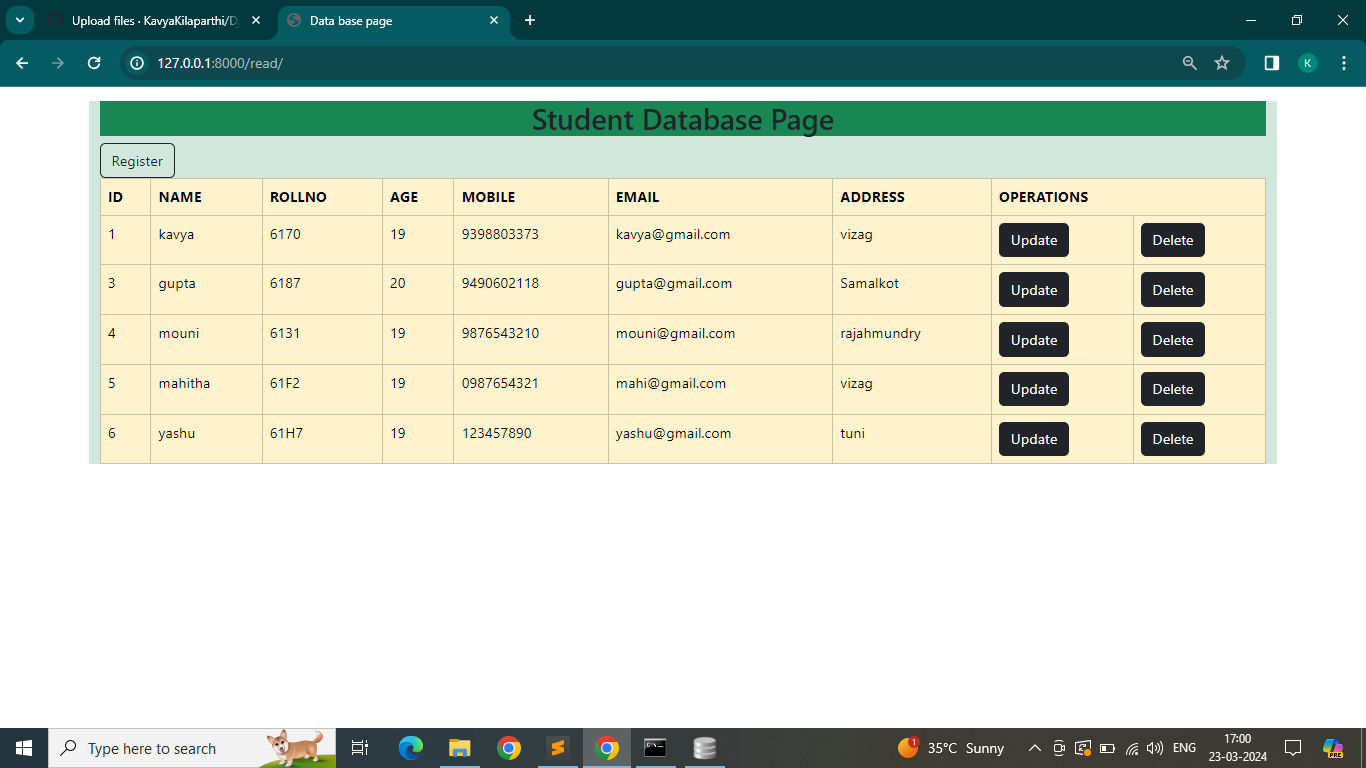 Upload files · KavyaKilaparthi/D
Data base page
127.0.0.1:8000/read/
K
Student Database Page
Register
ID NAME ROLLNO AGE MOBILE EMAIL ADDRESS OPERATIONS
1 kavya 6170 19 9398803373 kavya@gmail.com vizag Update Delete
3 gupta 6187 20 9490602118 gupta@gmail.com Samalkot Update Delete
4 mouni 6131 19 9876543210 mouni@gmail.com rajahmundry Update Delete
5 mahitha 61F2 19 0987654321 mahi@gmail.com vizag Update Delete
6 yashu 61H7 19 123457890 yashu@gmail.com tuni Update Delete
Type here to search
1
35°C Sunny
ENG
17:00
23-03-2024
PRE